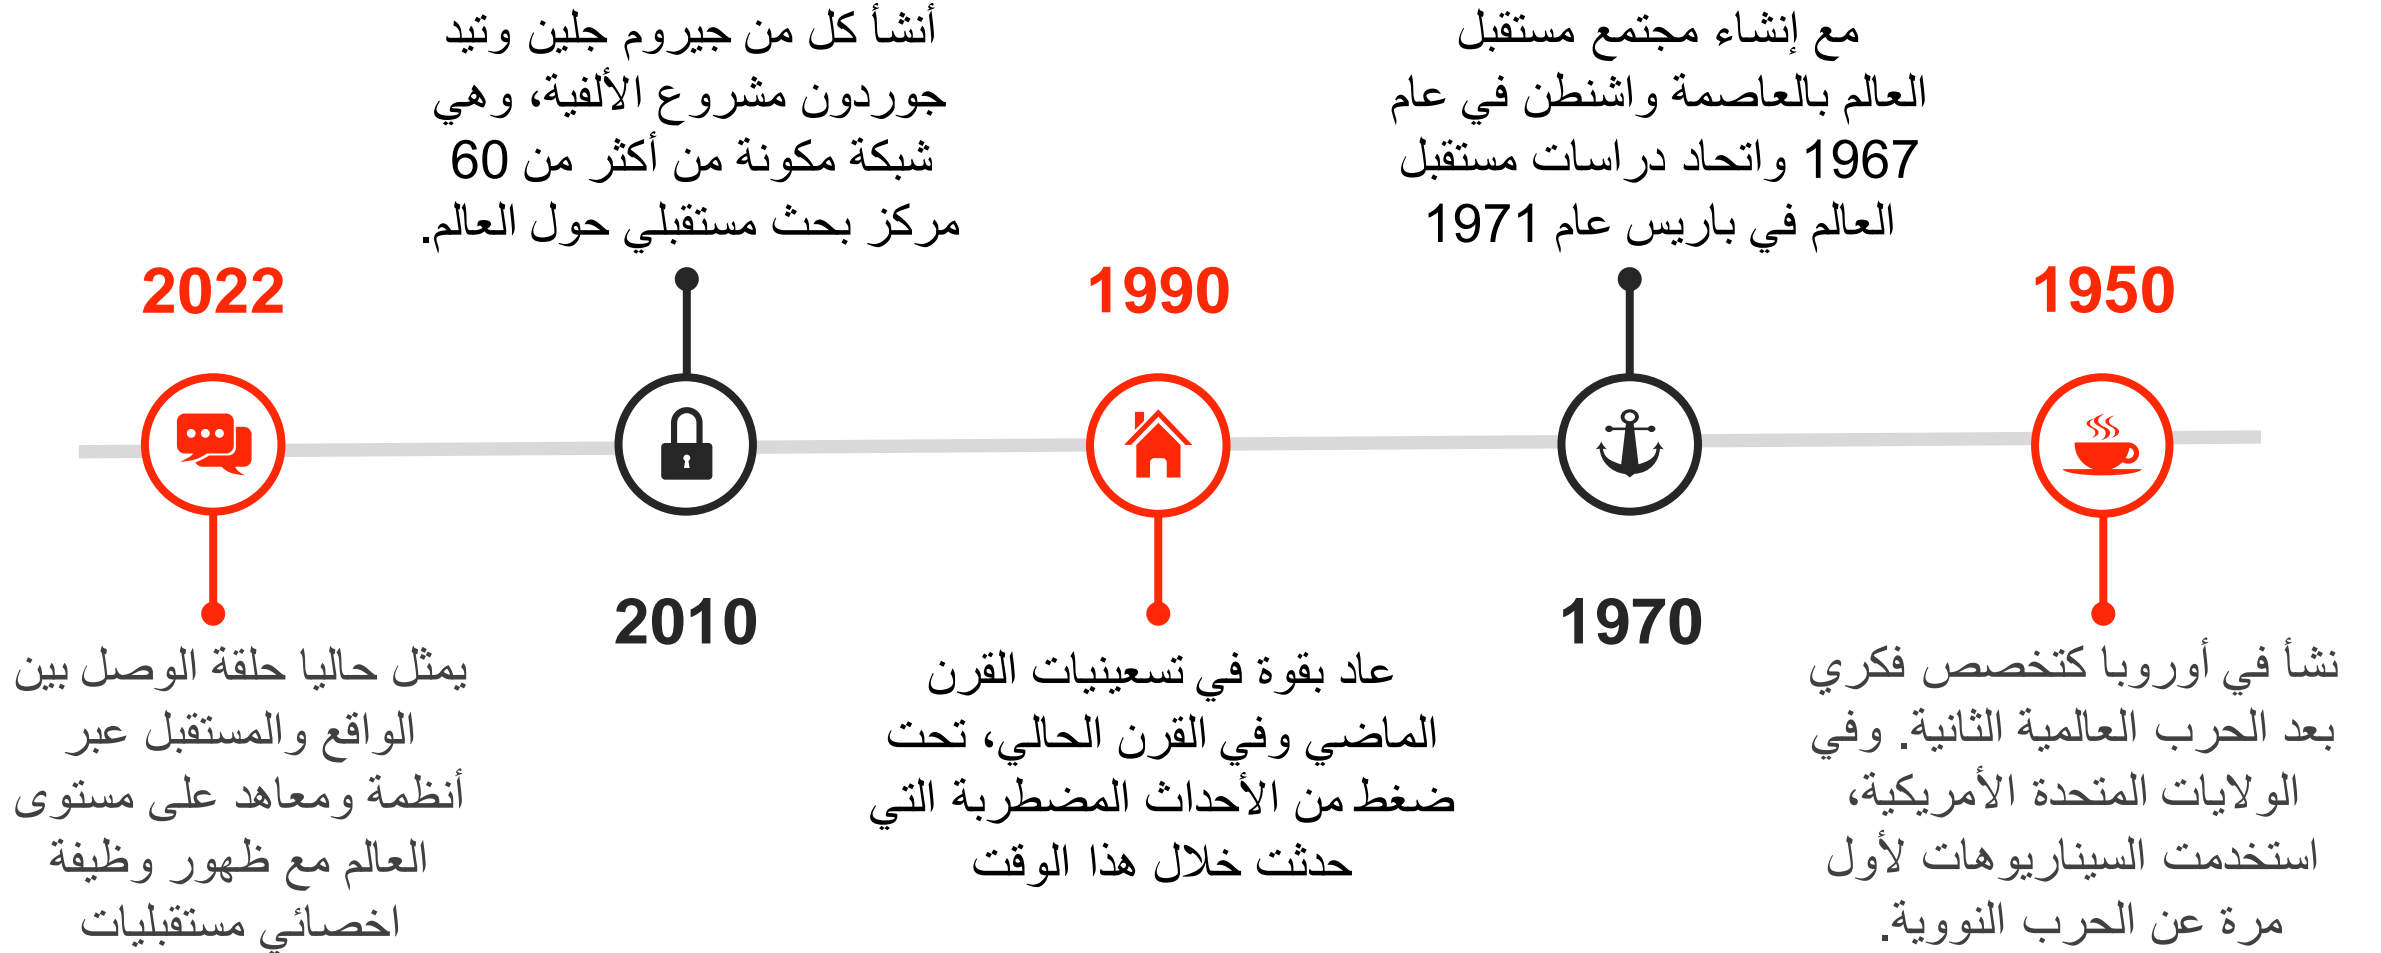 1950
نشأ في أوروبا كتخصص فكري
بعد الحرب العالمية الثانية. وفي
الولايات المتحدة الأمريكية،
استخدمت السيناريوهات لأول
مرة عن الحرب النووية.
مع إنشاء مجتمع مستقبل
العالم بالعاصمة واشنطن في عام
1967 واتحاد دراسات مستقبل
العالم في باريس عام 1971
1970
1990
عاد بقوة في تسعينيات القرن
الماضي وفي القرن الحالي، تحت
ضغط من الأحداث المضطربة التي
حدثت خلال هذا الوقت
أنشأ كل من جيروم جلين وتيد
جوردون مشروع الألفية، وهي
شبكة مكونة من أكثر من 60
مركز بحث مستقبلي حول العالم.
2010
2022
يمثل حاليا حلقة الوصل بين
الواقع والمستقبل عبر
أنظمة ومعاهد على مستوى
العالم مع ظهور وظيفة
اخصائي مستقبليات